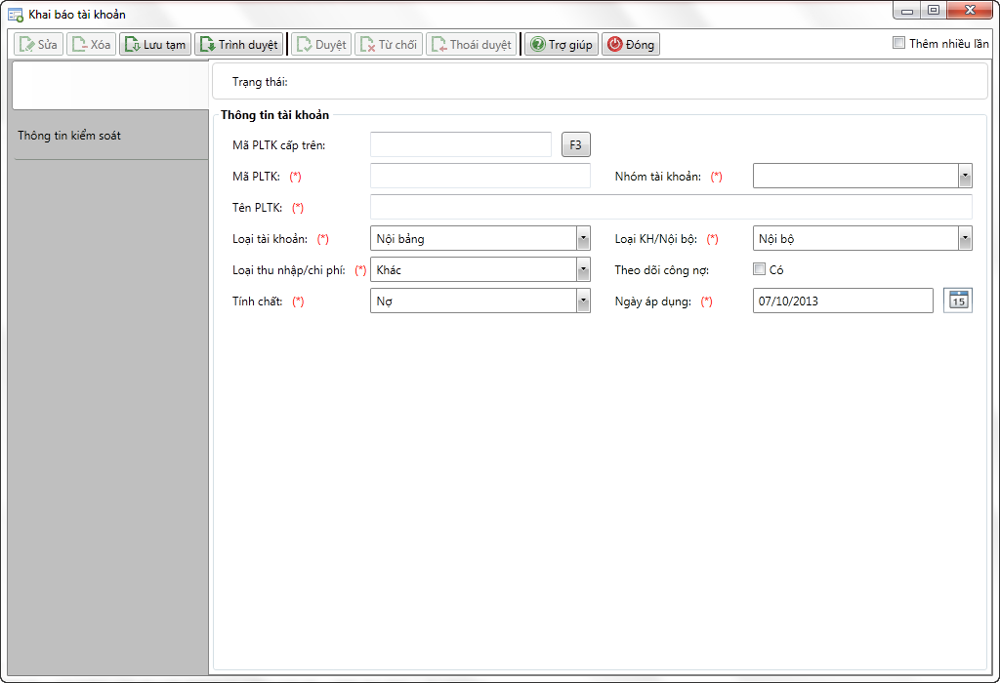 Khai báo tài khoản
Sửa Xóa Lưu tạm Trình duyệt Duyệt Từ chối Thoái duyệt Trợ giúp Đóng Thêm nhiều lần
Trạng thái:
Thông tin kiểm soát
Thông tin tài khoản
Mã PLTK cấp trên: F3
Mã PLTK: (*) Nhóm tài khoản: (*)
Tên PLTK: (*)
Loại tài khoản: (*) Nội bảng Loại KH/Nội bộ: (*) Nội bộ
Loại thu nhập/chi phí: (*) Khác Theo dõi công nợ: Có
Tính chất: (*) Nợ Ngày áp dụng: (*) 07/10/2013 15